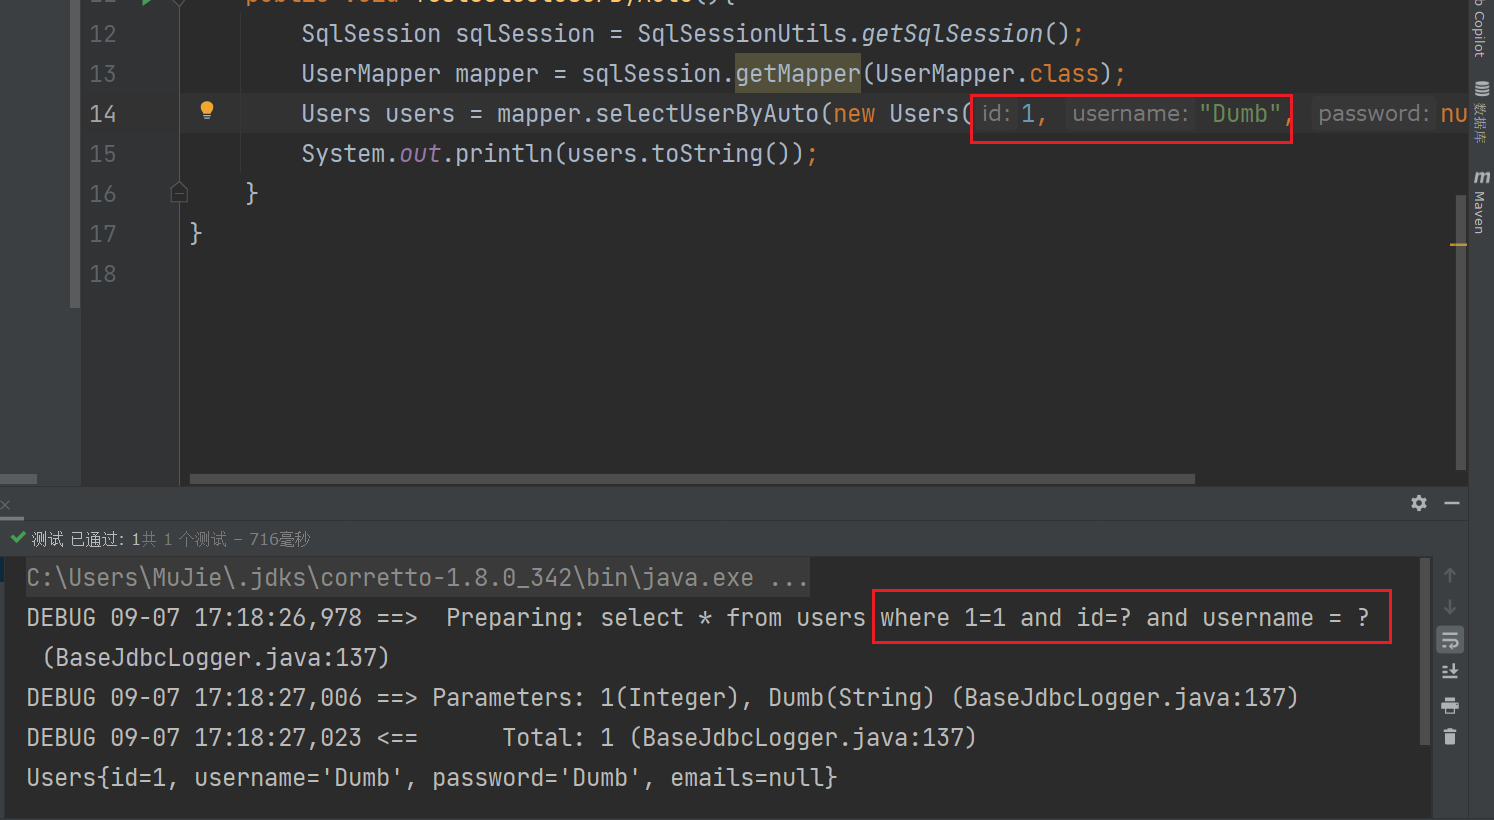 12 SqlSession sqlSession = SqlSessionUtils.getSqlSession();
13 UserMapper mapper = sqlSession.getMapper(UserMapper.class);
14 Users users = mapper.selectUserByAuto(new Users( id: 1, username: "Dumb", password: nu
15 System.out.println(users.toString());
16 }
17 }
18
Copilot
数据库
m Maven
测试 已通过: 1共 1 个测试 – 716毫秒
C:\Users\MuJie\.jdks\corretto-1.8.0_342\bin\java.exe ...
DEBUG 09-07 17:18:26,978 ==>  Preparing: select * from users where 1=1 and id=? and username = ?
(BaseJdbcLogger.java:137)
DEBUG 09-07 17:18:27,006 ==> Parameters: 1(Integer), Dumb(String) (BaseJdbcLogger.java:137)
DEBUG 09-07 17:18:27,023 <==      Total: 1 (BaseJdbcLogger.java:137)
Users{id=1, username='Dumb', password='Dumb', emails=null}